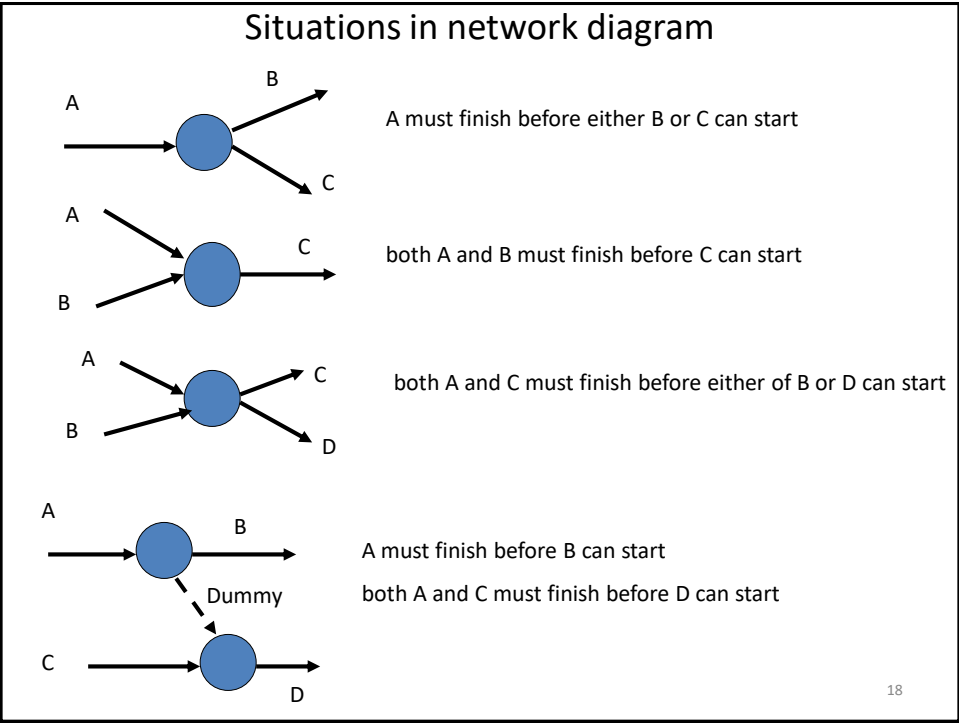 Situations in network diagram
B
A
A must finish before either B or C can start
C
A
C
both A and B must finish before C can start
B
A
C
both A and C must finish before either of B or D can start
B
D
A
B
A must finish before B can start
Dummy
both A and C must finish before D can start
C
D
18